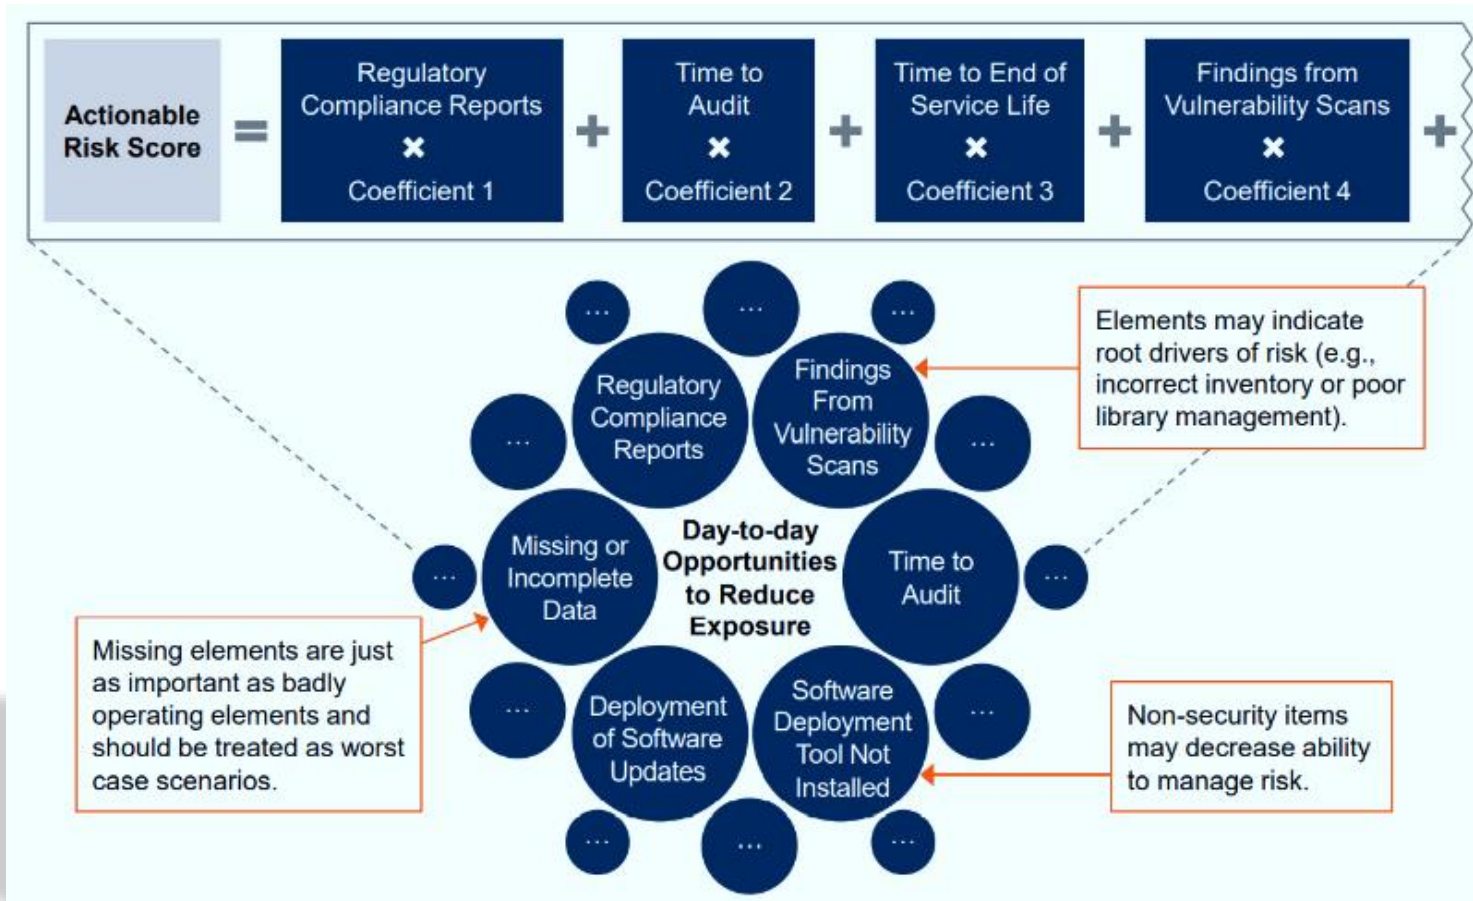 Actionable
Risk Score
=
Regulatory
Compliance Reports
×
Coefficient 1
+
Time to
Audit
×
Coefficient 2
+
Time to End of
Service Life
×
Coefficient 3
+
Findings from
Vulnerability Scans
×
Coefficient 4
+
...
...
...
Elements may indicate
root drivers of risk (e.g.,
incorrect inventory or poor
library management).
Regulatory
Compliance
Reports
Findings
From
Vulnerability
Scans
...
...
Missing or
Incomplete
Data
Day-to-day
Opportunities
to Reduce
Exposure
Time to
Audit
...
...
Missing elements are just
as important as badly
operating elements and
should be treated as worst
case scenarios.
Deployment
of Software
Updates
Software
Deployment
Tool Not
Installed
...
...
Non-security items
may decrease ability
to manage risk.
...
...
...